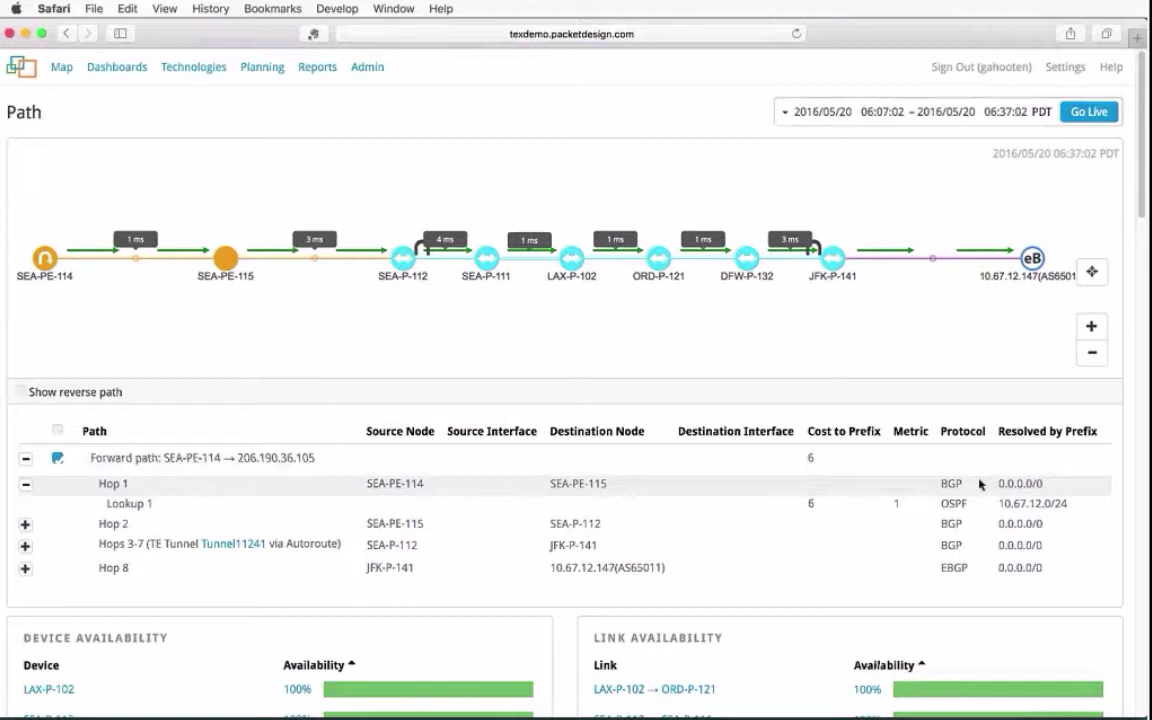 Safari File Edit View History Bookmarks Develop Window Help
texdemo.packetdesign.com
Map Dashboards Technologies Planning Reports Admin Sign Out (gahooten) Settings Help
Path 2016/05/20 06:07:02 – 2016/05/20 06:37:02 PDT Go Live
2016/05/20 06:37:02 PDT
1 ms 3 ms 4 ms 1 ms 1 ms 1 ms 3 ms
eB
SEA-PE-114 SEA-PE-115 SEA-P-112 SEA-P-111 LAX-P-102 ORD-P-121 DFW-P-132 JFK-P-141 10.67.12.147(AS6501
+
−
Show reverse path
Path Source Node Source Interface Destination Node Destination Interface Cost to Prefix Metric Protocol Resolved by Prefix
Forward path: SEA-PE-114 → 206.190.36.105 6
Hop 1 SEA-PE-114 SEA-PE-115 BGP 0.0.0.0/0
Lookup 1 6 1 OSPF 10.67.12.0/24
Hop 2 SEA-PE-115 SEA-P-112 BGP 0.0.0.0/0
Hops 3-7 (TE Tunnel Tunnel11241 via Autoroute) SEA-P-112 JFK-P-141 BGP 0.0.0.0/0
Hop 8 JFK-P-141 10.67.12.147(AS65011) EBGP 0.0.0.0/0
DEVICE AVAILABILITY LINK AVAILABILITY
Device Availability Link Availability
LAX-P-102 100% LAX-P-102 → ORD-P-121 100%